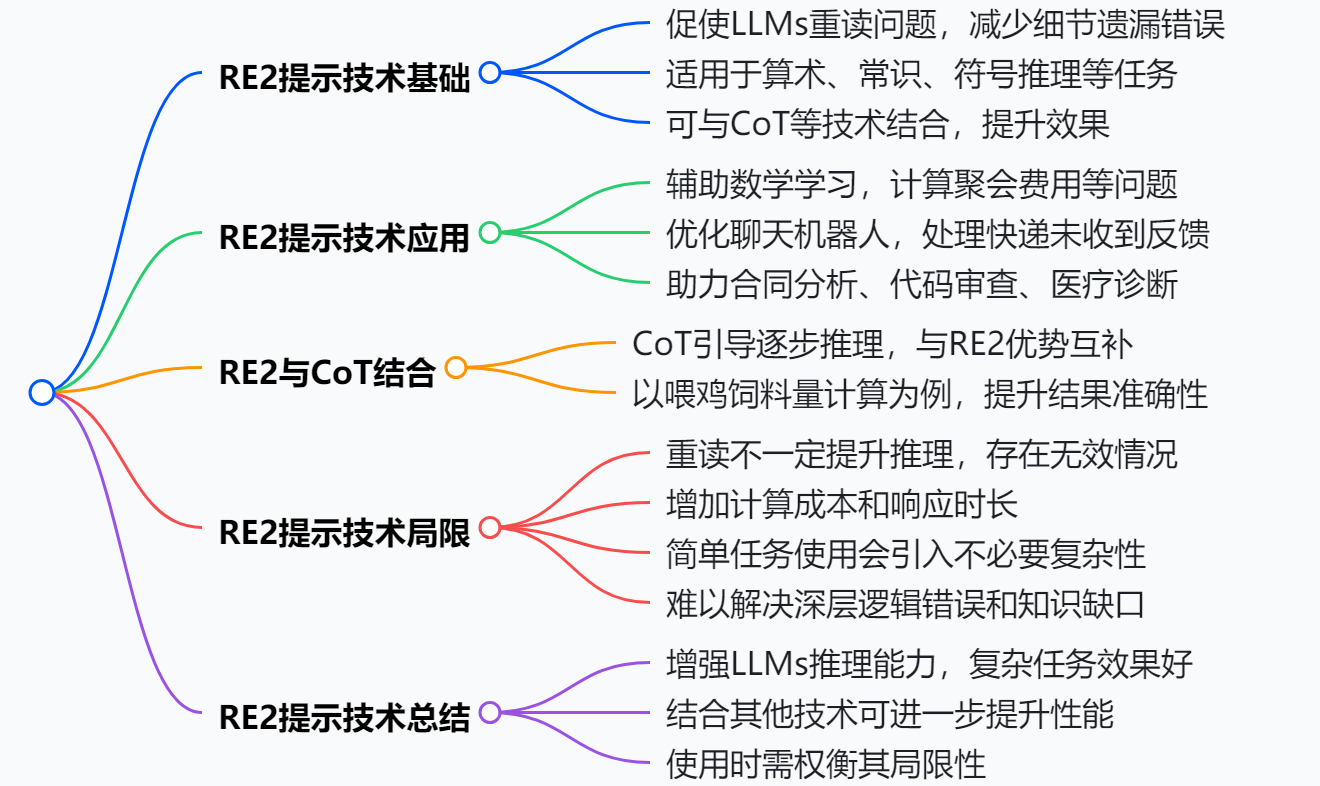 RE2提示技术基础
促使LLMs重读问题，减少细节遗漏错误
适用于算术、常识、符号推理等任务
可与CoT等技术结合，提升效果
RE2提示技术应用
辅助数学学习，计算聚会费用等问题
优化聊天机器人，处理快递未收到反馈
助力合同分析、代码审查、医疗诊断
RE2与CoT结合
CoT引导逐步推理，与RE2优势互补
以喂鸡饲料量计算为例，提升结果准确性
RE2提示技术局限
重读不一定提升推理，存在无效情况
增加计算成本和响应时长
简单任务使用会引入不必要复杂性
难以解决深层逻辑错误和知识缺口
RE2提示技术总结
增强LLMs推理能力，复杂任务效果好
结合其他技术可进一步提升性能
使用时需权衡其局限性